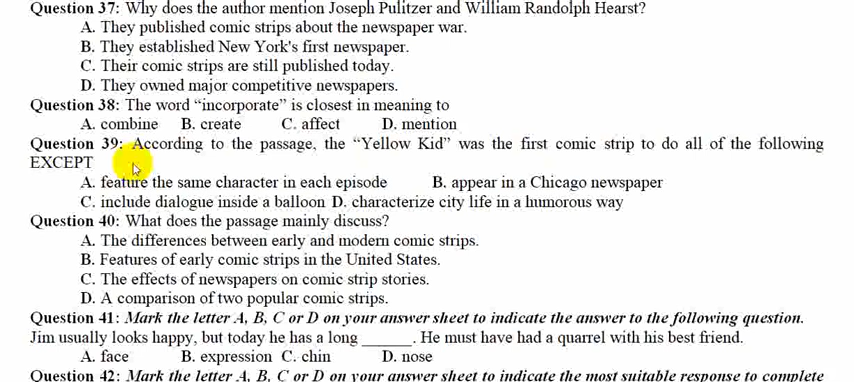 Question 37: Why does the author mention Joseph Pulitzer and William Randolph Hearst?
A. They published comic strips about the newspaper war.
B. They established New York's first newspaper.
C. Their comic strips are still published today.
D. They owned major competitive newspapers.
Question 38: The word “incorporate” is closest in meaning to
A. combine B. create C. affect D. mention
Question 39: According to the passage, the “Yellow Kid” was the first comic strip to do all of the following
EXCEPT
A. feature the same character in each episode B. appear in a Chicago newspaper
C. include dialogue inside a balloon D. characterize city life in a humorous way
Question 40: What does the passage mainly discuss?
A. The differences between early and modern comic strips.
B. Features of early comic strips in the United States.
C. The effects of newspapers on comic strip stories.
D. A comparison of two popular comic strips.
Question 41: Mark the letter A, B, C or D on your answer sheet to indicate the answer to the following question.
Jim usually looks happy, but today he has a long ______. He must have had a quarrel with his best friend.
A. face B. expression C. chin D. nose
Question 42: Mark the letter A, B, C or D on your answer sheet to indicate the most suitable response to complete